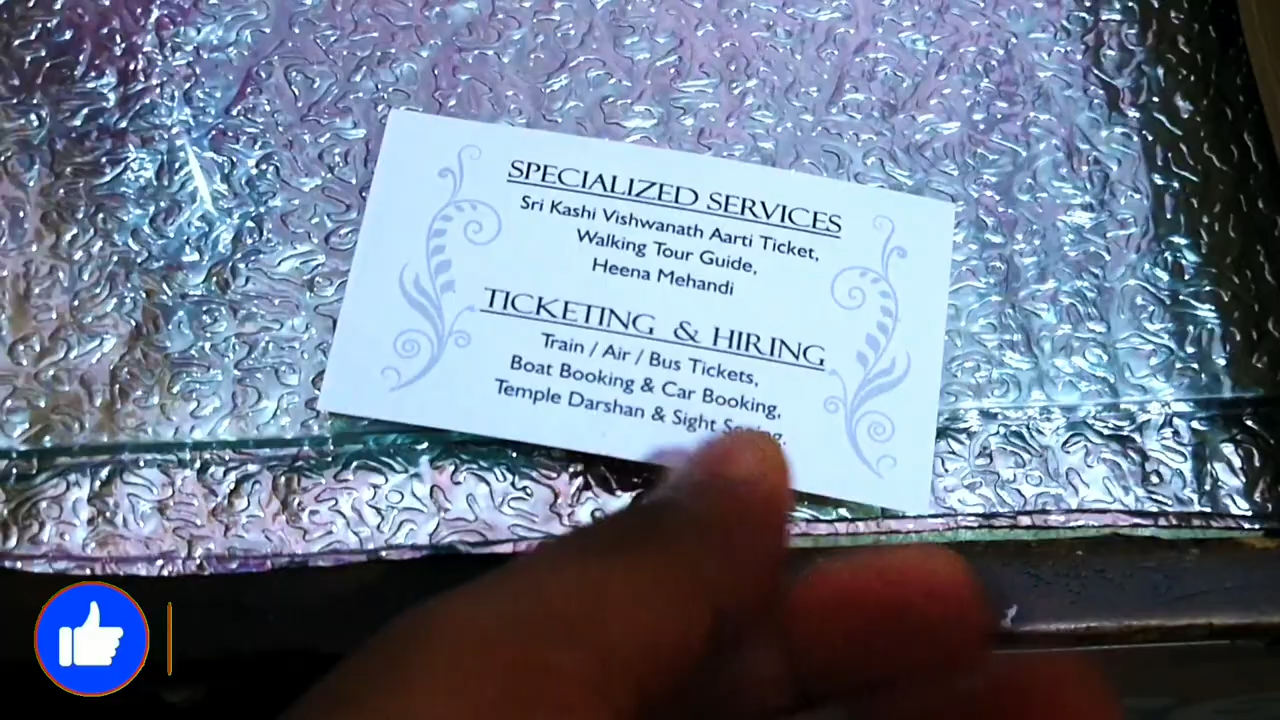 SPECIALIZED SERVICES
Sri Kashi Vishwanath Aarti Ticket,
Walking Tour Guide,
Heena Mehandi
TICKETING & HIRING
Train / Air / Bus Tickets,
Boat Booking & Car Booking,
Temple Darshan & Sight